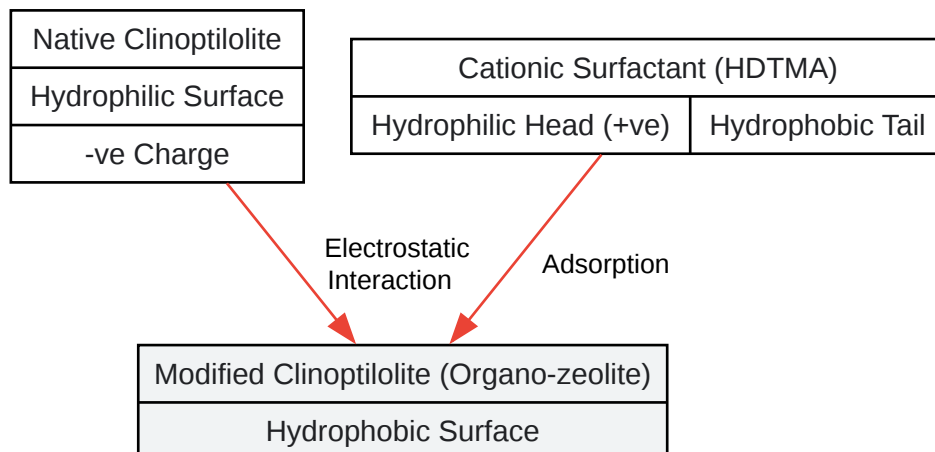 Native Clinoptilolite
Hydrophilic Surface
-ve Charge
Cationic Surfactant (HDTMA)
Hydrophilic Head (+ve)
Hydrophobic Tail
Electrostatic
Interaction
Adsorption
Modified Clinoptilolite (Organo-zeolite)
Hydrophobic Surface